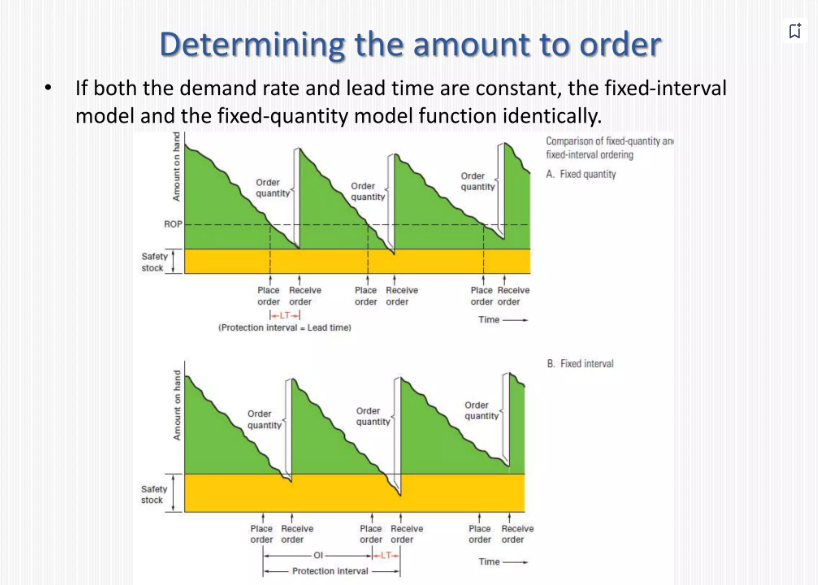 Determining the amount to order
• If both the demand rate and lead time are constant, the fixed-interval
model and the fixed-quantity model function identically.
Comparison of fixed-quantity an
fixed-interval ordering
A. Fixed quantity
Amount on hand
Order
quantity
Order
quantity
Order
quantity
ROP
Safety
stock
Place
order
Receive
order
Place
order
Receive
order
Place
order
Receive
order
LT
(Protection interval = Lead time)
Time
B. Fixed interval
Amount on hand
Order
quantity
Order
quantity
Order
quantity
Safety
stock
Place
order
Receive
order
Place
order
Receive
order
Place
order
Receive
order
OI
LT
Protection interval
Time